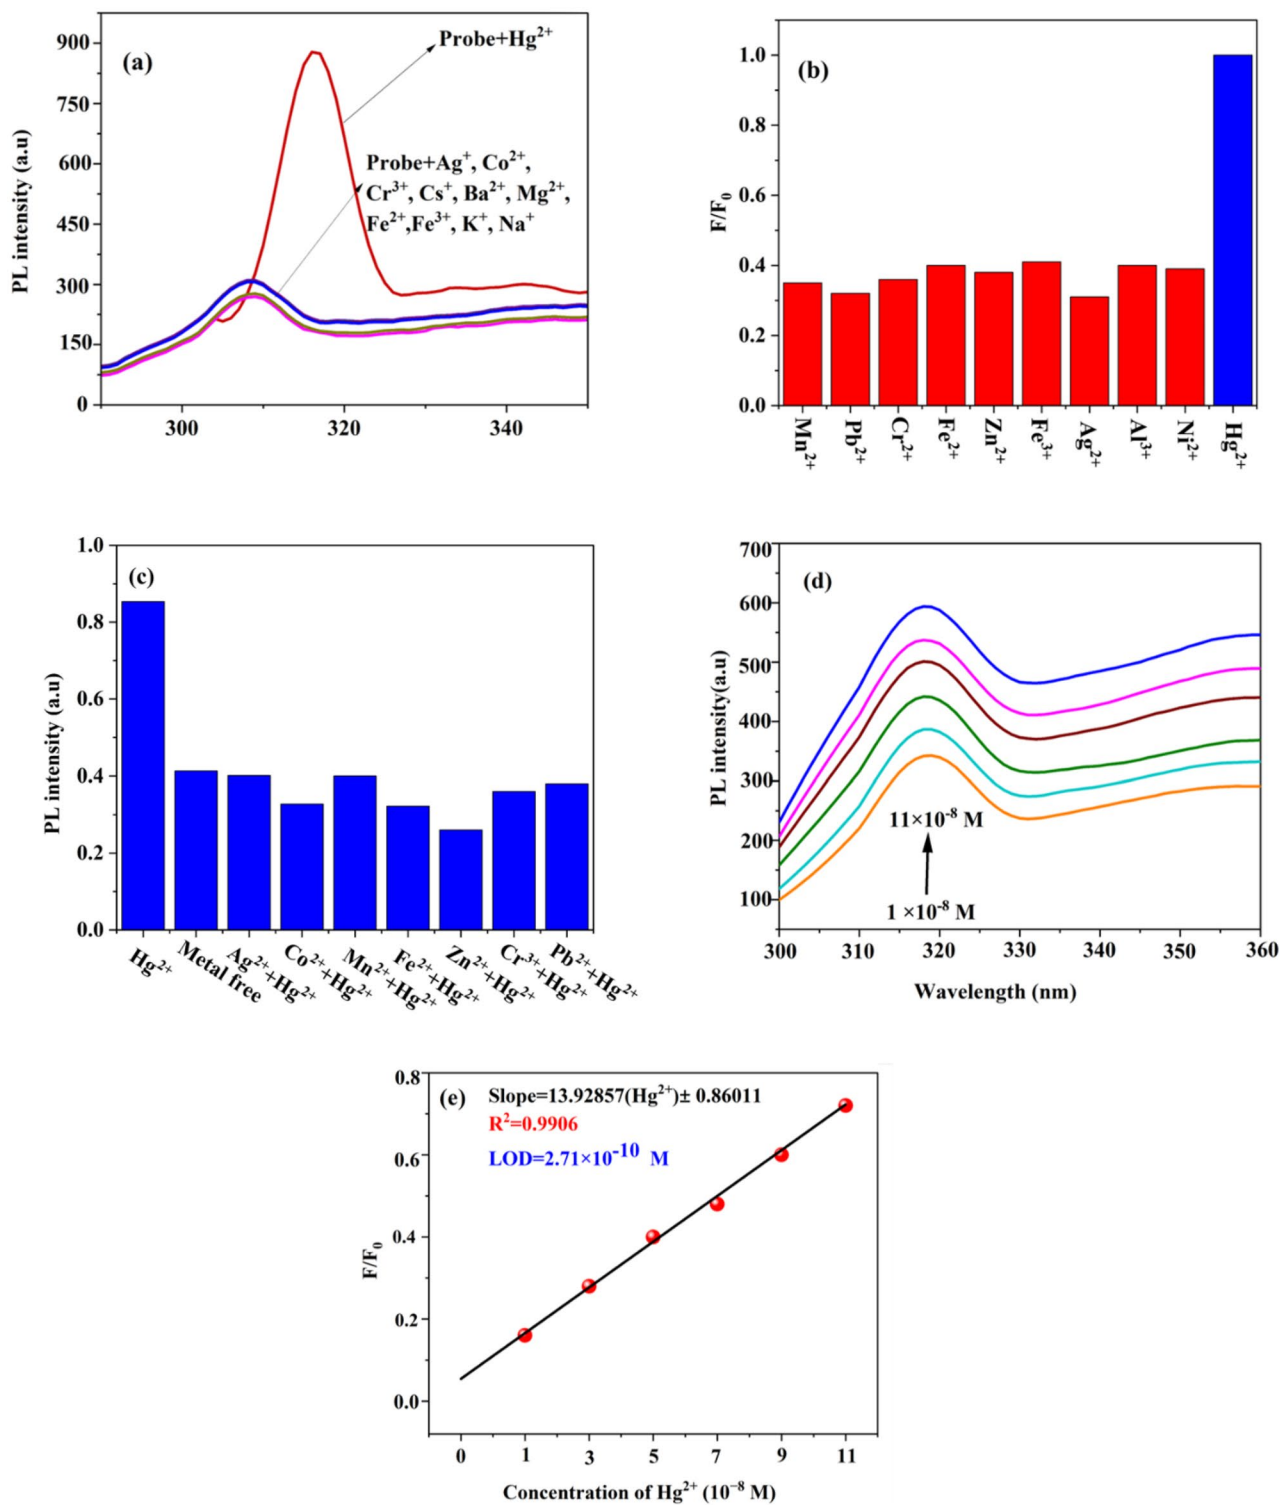 (a)
Probe+Hg²⁺
Probe+Ag⁺, Co²⁺,
Cr³⁺, Cs⁺, Ba²⁺, Mg²⁺,
Fe²⁺,Fe³⁺, K⁺, Na⁺
PL intensity (a.u)
900
750
600
450
300
150
0
300 320 340
(b)
F/F₀
1.0
0.8
0.6
0.4
0.2
0.0
Mn²⁺ Pb²⁺ Cr²⁺ Fe²⁺ Zn²⁺ Fe³⁺ Ag²⁺ Al³⁺ Ni²⁺ Hg²⁺
(c)
PL intensity (a.u)
1.0
0.8
0.6
0.4
0.2
0.0
Hg²⁺ Metal free Ag²⁺+Hg²⁺ Co²⁺+Hg²⁺ Mn²⁺+Hg²⁺ Fe²⁺+Hg²⁺ Zn²⁺+Hg²⁺ Cr³⁺+Hg²⁺ Pb²⁺+Hg²⁺
(d)
PL intensity(a.u)
700
600
500
400
300
200
100
11×10⁻⁸ M
1 ×10⁻⁸ M
300 310 320 330 340 350 360
Wavelength (nm)
(e)
Slope=13.92857(Hg²⁺)± 0.86011
R²=0.9906
LOD=2.71×10⁻¹⁰ M
F/F₀
0.8
0.6
0.4
0.2
0.0
0 1 3 5 7 9 11
Concentration of Hg²⁺ (10⁻⁸ M)